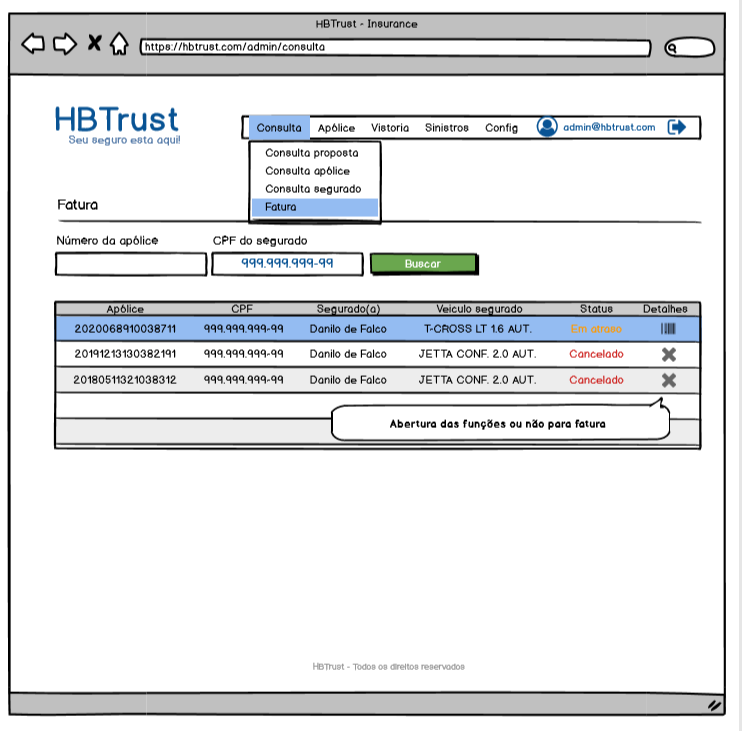 HBTrust - Insurance
https://hbtrust.com/admin/consulta
HBTrust
Seu seguro esta aqui!
Consulta Apólice Vistoria Sinistros Config admin@hbtrust.com
Consulta proposta
Consulta apólice
Consulta segurado
Fatura
Fatura
Número da apólice CPF do segurado
999.999.999-99 Buscar
Apólice CPF Segurado(a) Veiculo segurado Status Detalhes
2020068910038711 999.999.999-99 Danilo de Falco T-CROSS LT 1.6 AUT. Em atraso
20191213130382191 999.999.999-99 Danilo de Falco JETTA CONF. 2.0 AUT. Cancelado
20180511321038312 999.999.999-99 Danilo de Falco JETTA CONF. 2.0 AUT. Cancelado
Abertura das funções ou não para fatura
HBTrust - Todos os direitos reservados